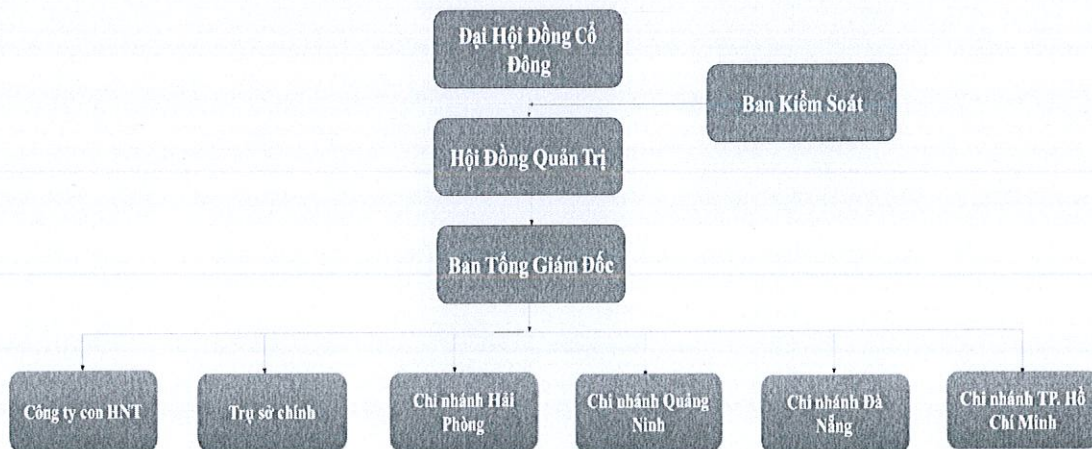 Đại Hội Đồng Cổ
Đông
Ban Kiểm Soát
Hội Đồng Quản Trị
Ban Tổng Giám Đốc
Công ty con HNT
Trụ sở chính
Chi nhánh Hải
Phòng
Chi nhánh Quảng
Ninh
Chi nhánh Đà
Nẵng
Chi nhánh TP. Hồ
Chí Minh